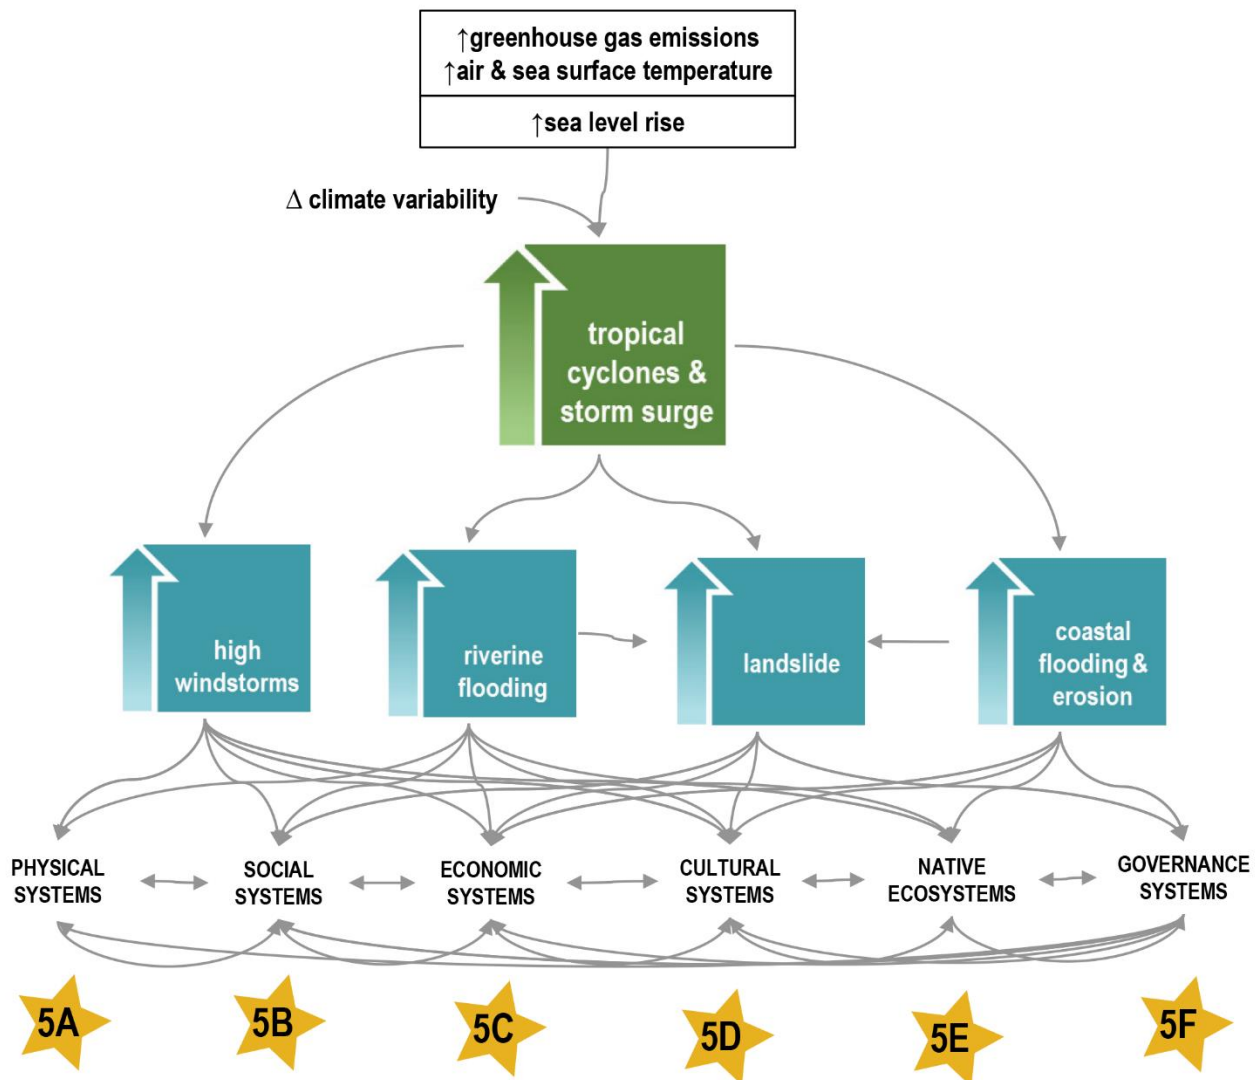 ↑greenhouse gas emissions
↑air & sea surface temperature
↑sea level rise
Δ climate variability
tropical
cyclones &
storm surge
high
windstorms
riverine
flooding
landslide
coastal
flooding &
erosion
PHYSICAL
SYSTEMS
SOCIAL
SYSTEMS
ECONOMIC
SYSTEMS
CULTURAL
SYSTEMS
NATIVE
ECOSYSTEMS
GOVERNANCE
SYSTEMS
5A
5B
5C
5D
5E
5F